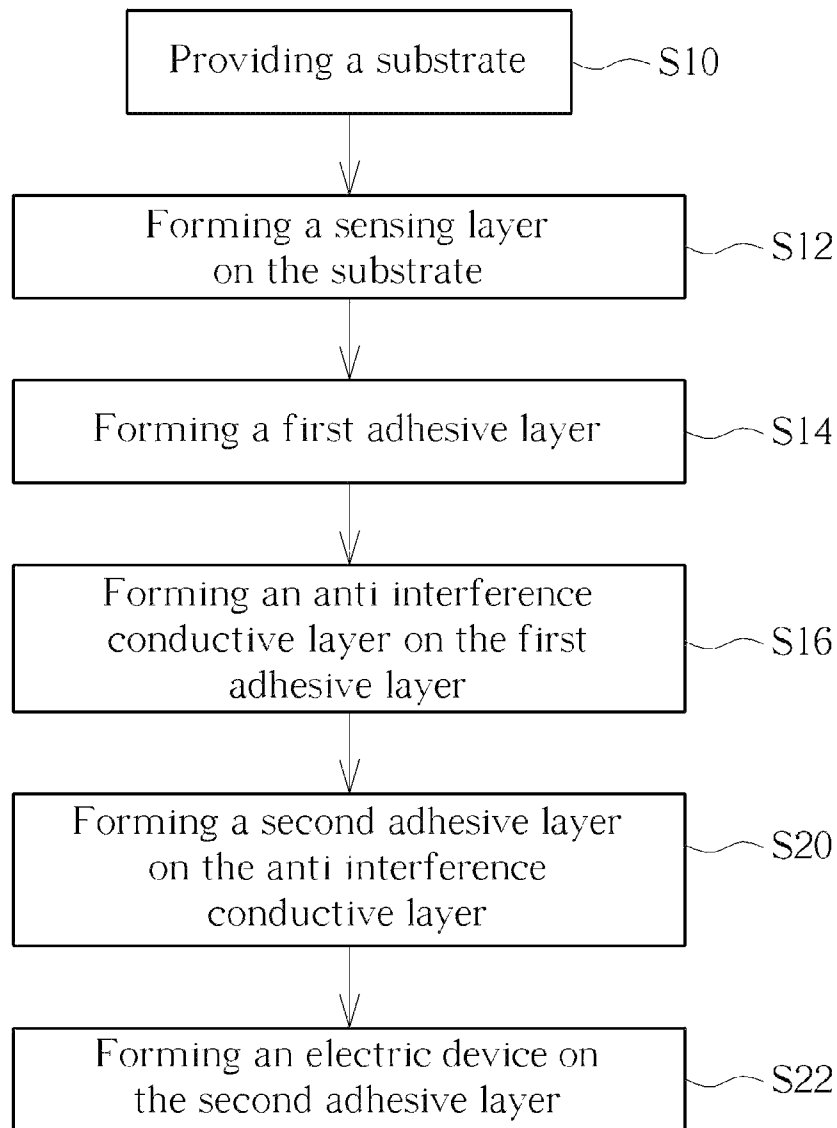 Providing a substrate
S10
Forming a sensing layer
on the substrate
S12
Forming a first adhesive layer
S14
Forming an anti interference
conductive layer on the first
adhesive layer
S16
Forming a second adhesive layer
on the anti interference
conductive layer
S20
Forming an electric device on
the second adhesive layer
S22